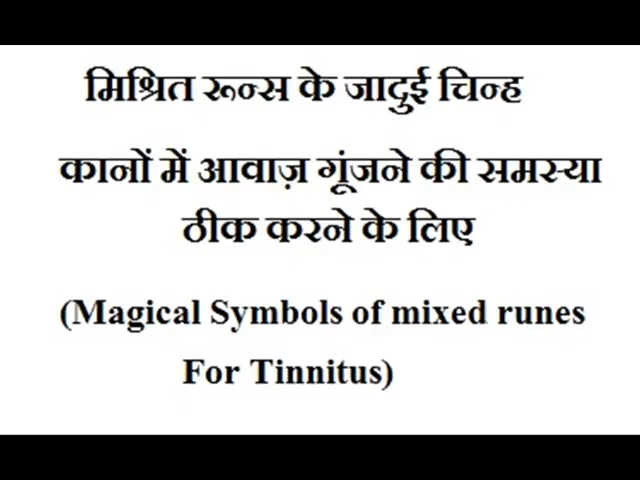 मिश्रित रून्स के जादुई चिन्ह
कानों में आवाज़ गूंजने की समस्या
ठीक करने के लिए
(Magical Symbols of mixed runes
For Tinnitus)